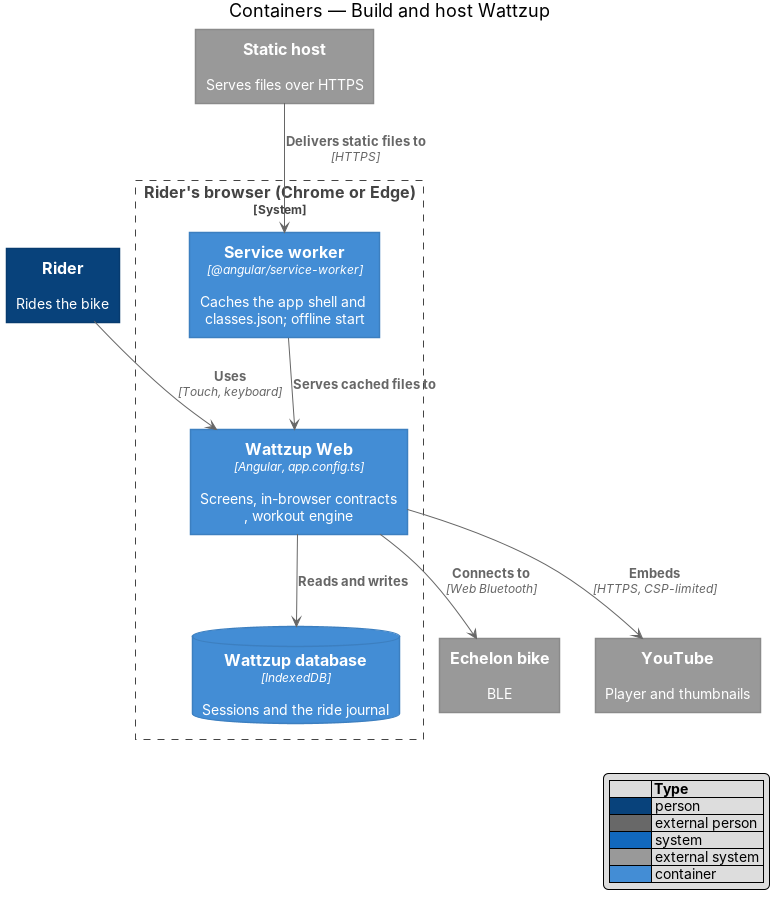 Containers — Build and host Wattzup
Static host
Serves files over HTTPS
Delivers static files to
[HTTPS]
Rider's browser (Chrome or Edge)
[System]
Service worker
[@angular/service-worker]
Caches the app shell and
classes.json; offline start
Rider
Rides the bike
Uses
[Touch, keyboard]
Serves cached files to
Wattzup Web
[Angular, app.config.ts]
Screens, in-browser contracts
, workout engine
Reads and writes
Connects to
[Web Bluetooth]
Embeds
[HTTPS, CSP-limited]
Wattzup database
[IndexedDB]
Sessions and the ride journal
Echelon bike
BLE
YouTube
Player and thumbnails
Type
person
external person
system
external system
container